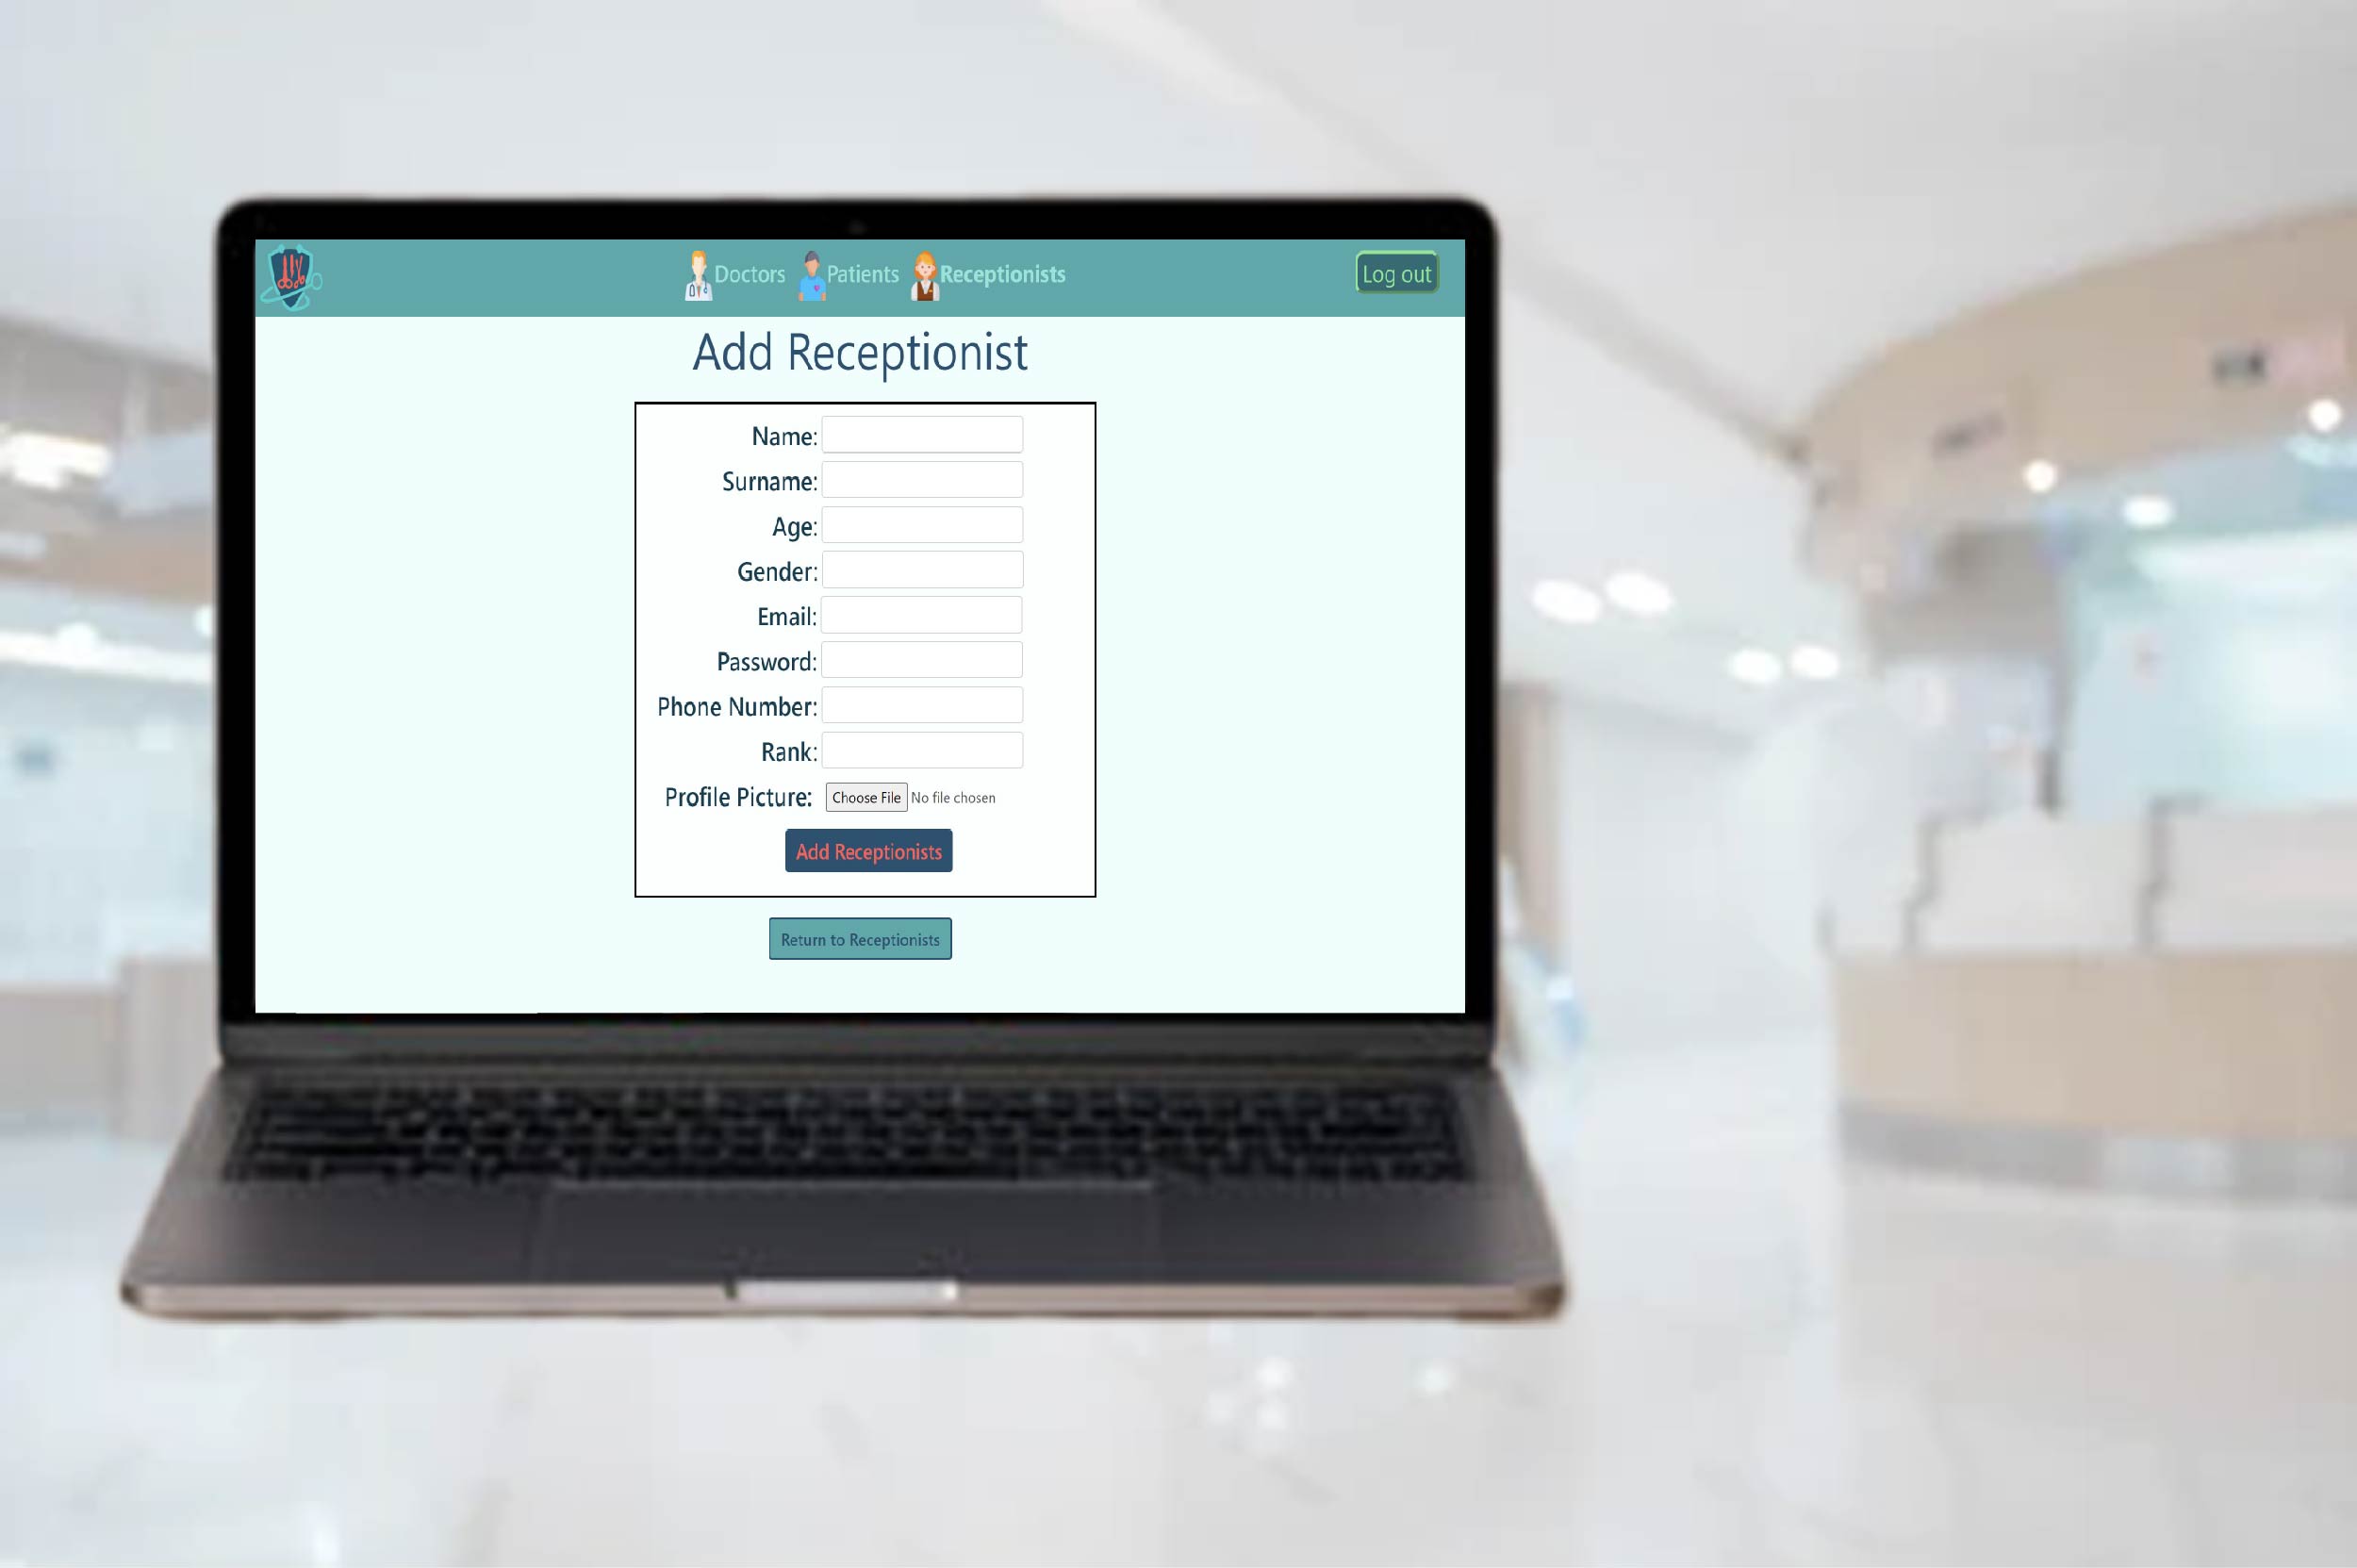 Doctors Patients Receptionists Log out
Add Receptionist
Name:
Surname:
Age:
Gender:
Email:
Password:
Phone Number:
Rank:
Profile Picture: Choose File No file chosen
Add Receptionists
Return to Receptionists